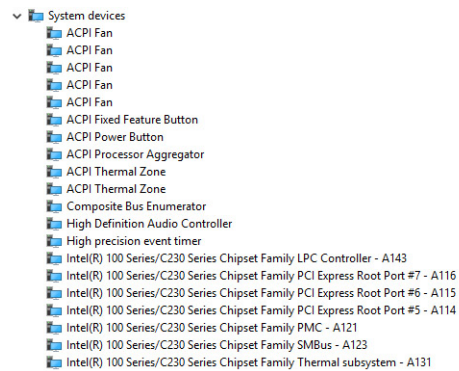 System devices
ACPI Fan
ACPI Fan
ACPI Fan
ACPI Fan
ACPI Fan
ACPI Fixed Feature Button
ACPI Power Button
ACPI Processor Aggregator
ACPI Thermal Zone
ACPI Thermal Zone
Composite Bus Enumerator
High Definition Audio Controller
High precision event timer
Intel(R) 100 Series/C230 Series Chipset Family LPC Controller - A143
Intel(R) 100 Series/C230 Series Chipset Family PCI Express Root Port #7 - A116
Intel(R) 100 Series/C230 Series Chipset Family PCI Express Root Port #6 - A115
Intel(R) 100 Series/C230 Series Chipset Family PCI Express Root Port #5 - A114
Intel(R) 100 Series/C230 Series Chipset Family PMC - A121
Intel(R) 100 Series/C230 Series Chipset Family SMBus - A123
Intel(R) 100 Series/C230 Series Chipset Family Thermal subsystem - A131